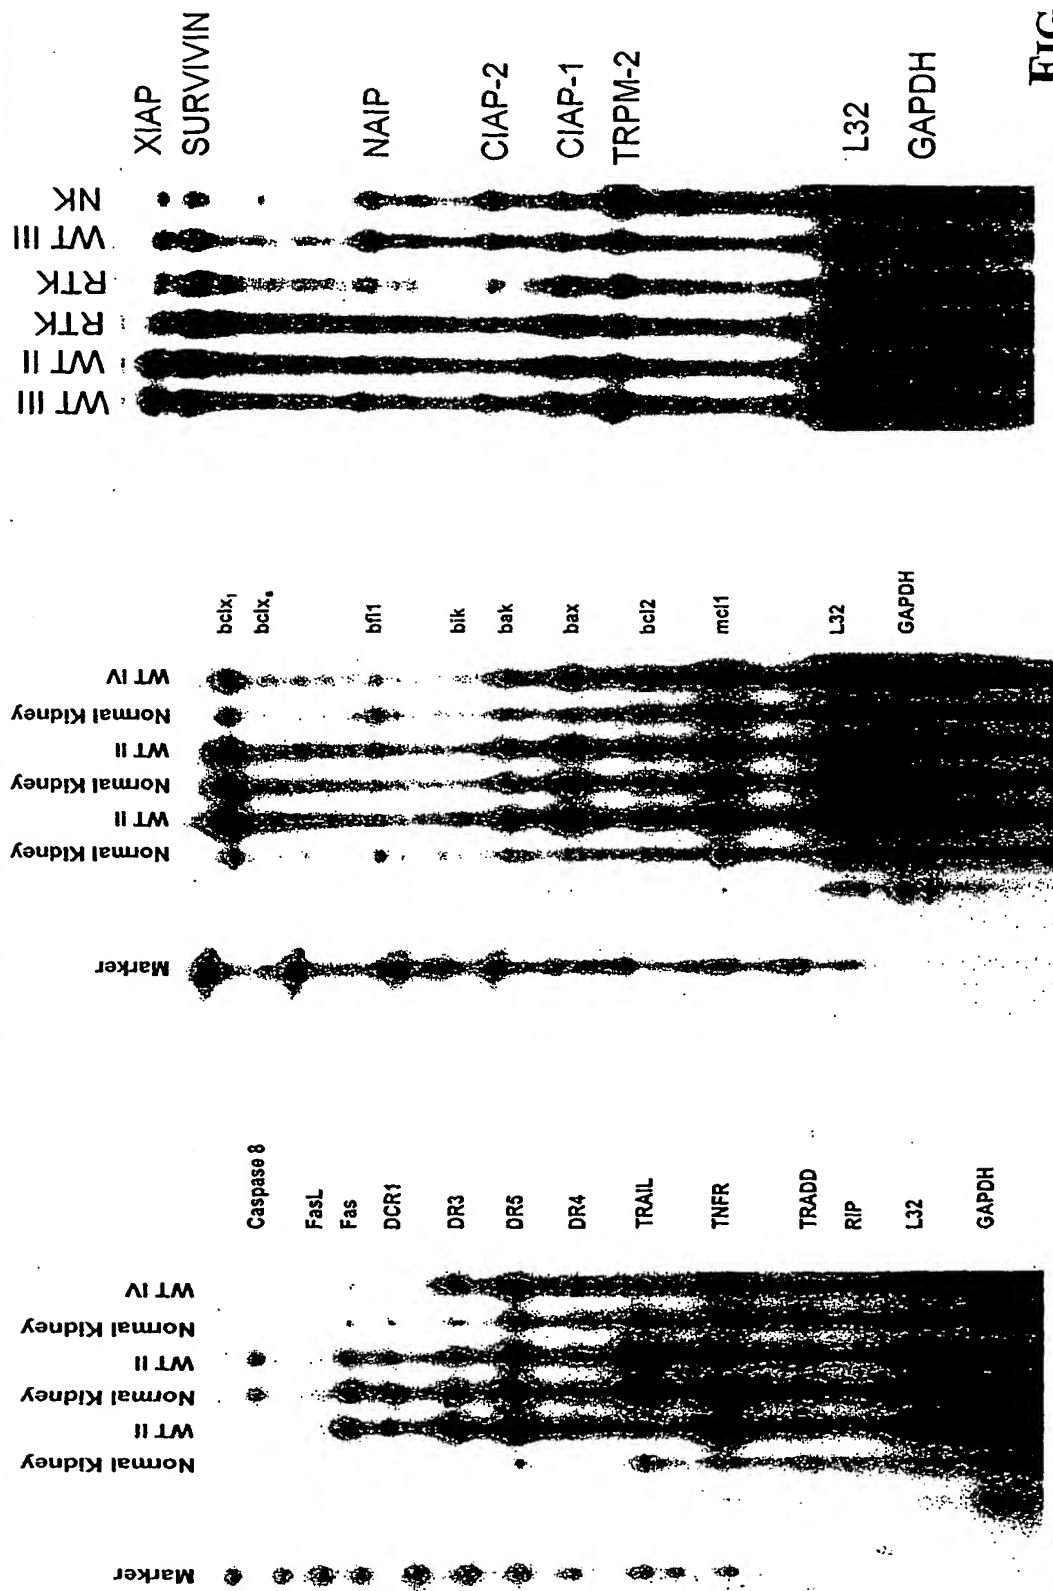 NK
WT III
RTK
RTK
WT II
WT III
XIAP
SURVIVIN
NAIP
CIAP-2
CIAP-1
TRPM-2
L32
GAPDH
WT IV
Normal Kidney
WT II
Normal Kidney
WT II
Normal Kidney
Marker
bclx₁
bclxₛ
bfl1
bik
bak
bax
bcl2
mcl1
L32
GAPDH
WT IV
Normal Kidney
WT II
Normal Kidney
WT II
Normal Kidney
Marker
Caspase 8
FasL
Fas
DCR1
DR3
DR5
DR4
TRAIL
TNFR
TRADD
RIP
L32
GAPDH